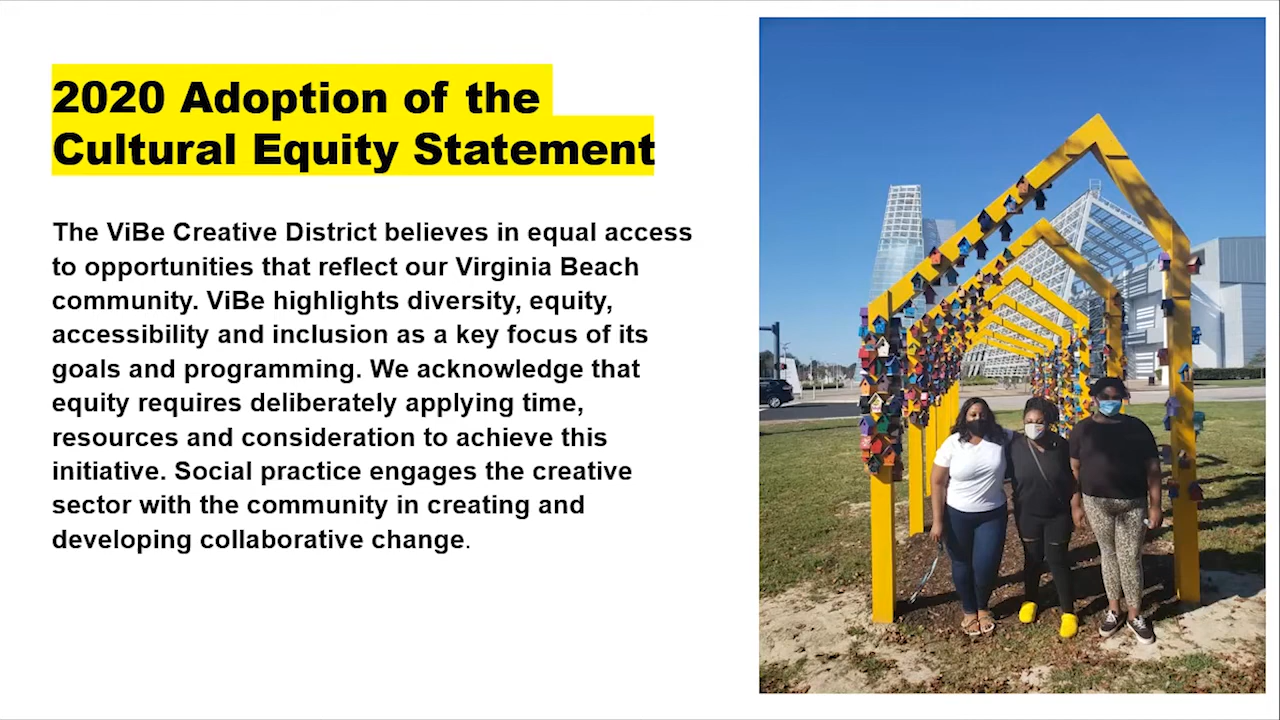 2020 Adoption of the
Cultural Equity Statement
The ViBe Creative District believes in equal access
to opportunities that reflect our Virginia Beach
community. ViBe highlights diversity, equity,
accessibility and inclusion as a key focus of its
goals and programming. We acknowledge that
equity requires deliberately applying time,
resources and consideration to achieve this
initiative. Social practice engages the creative
sector with the community in creating and
developing collaborative change.